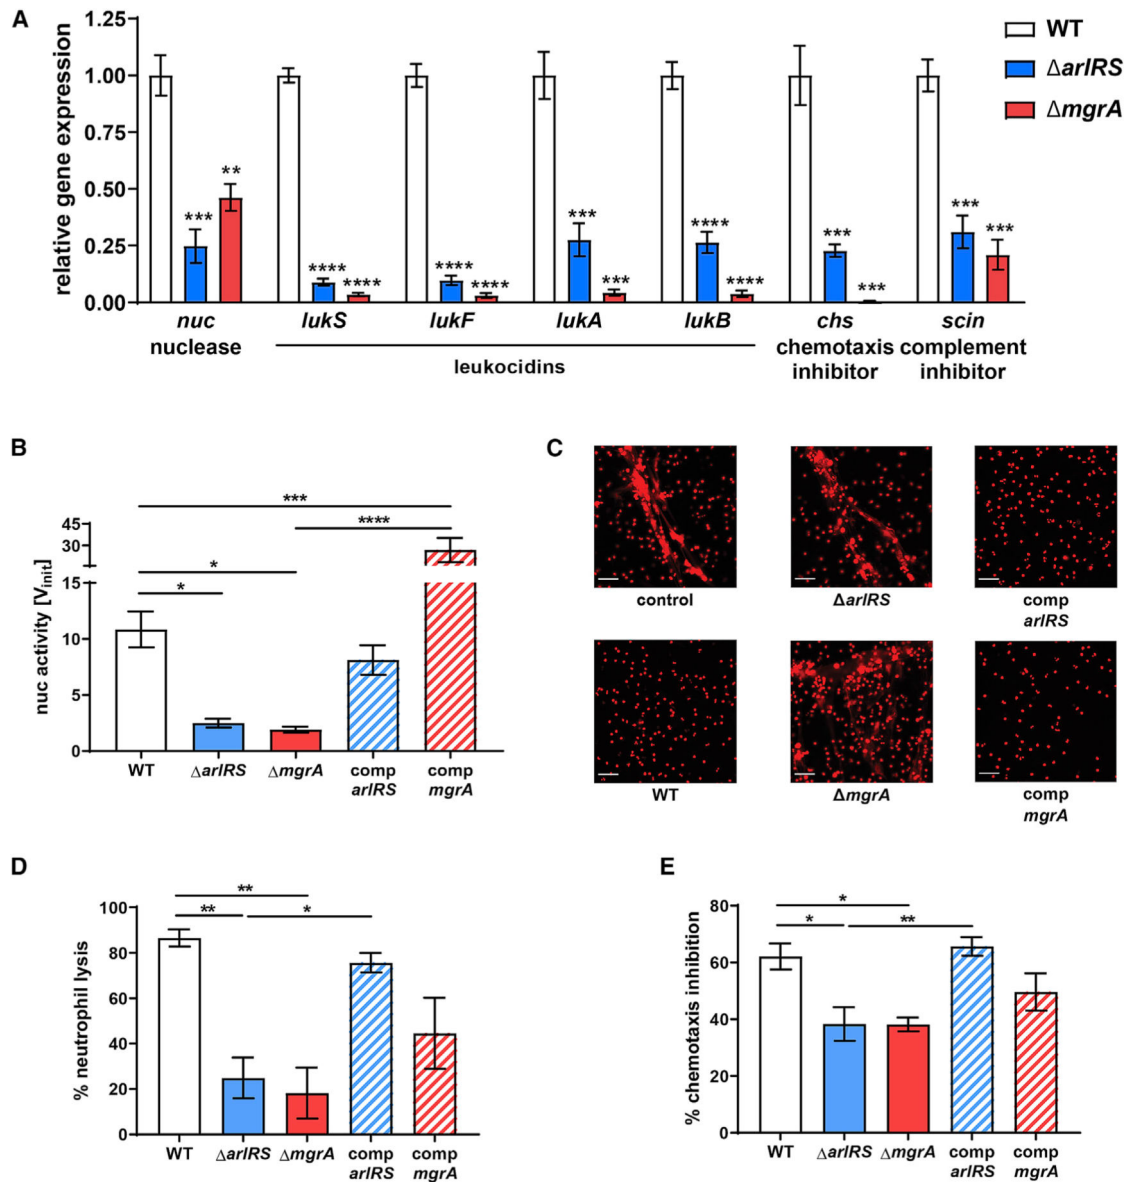 A
relative gene expression
1.25
1.00
0.75
0.50
0.25
0.00
WT
ΔarlRS
ΔmgrA
*** **
**** ****
**** ****
*** ***
**** ****
*** ***
*** ***
nuc lukS lukF lukA lukB chs scin
nuclease
leukocidins
chemotaxis complement
inhibitor inhibitor
B
nuc activity [Vinit]
45
30
15
10
5
0
***
****
*
*
WT ΔarlRS ΔmgrA comp comp
arlRS mgrA
C
control ΔarlRS comp
arlRS
WT ΔmgrA comp
mgrA
D
% neutrophil lysis
100
80
60
40
20
0
**
** *
WT ΔarlRS ΔmgrA comp comp
arlRS mgrA
E
% chemotaxis inhibition
80
60
40
20
0
*
* **
WT ΔarlRS ΔmgrA comp comp
arlRS mgrA